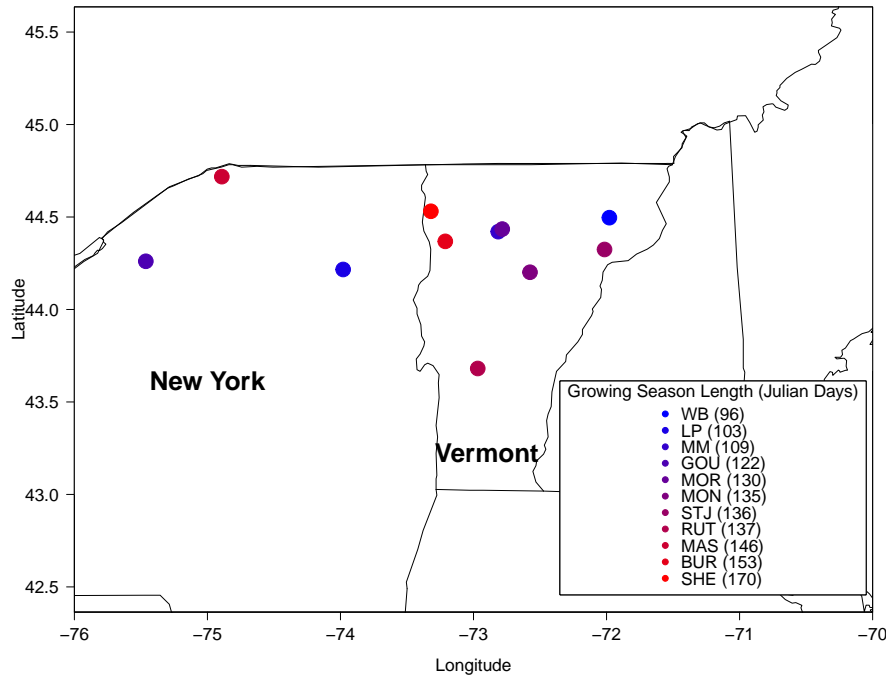 45.5
45.0
44.5
44.0
43.5
43.0
42.5
Latitude
New York
Vermont
Growing Season Length (Julian Days)
WB (96)
LP (103)
MM (109)
GOU (122)
MOR (130)
MON (135)
STJ (136)
RUT (137)
MAS (146)
BUR (153)
SHE (170)
−76 −75 −74 −73 −72 −71 −70
Longitude